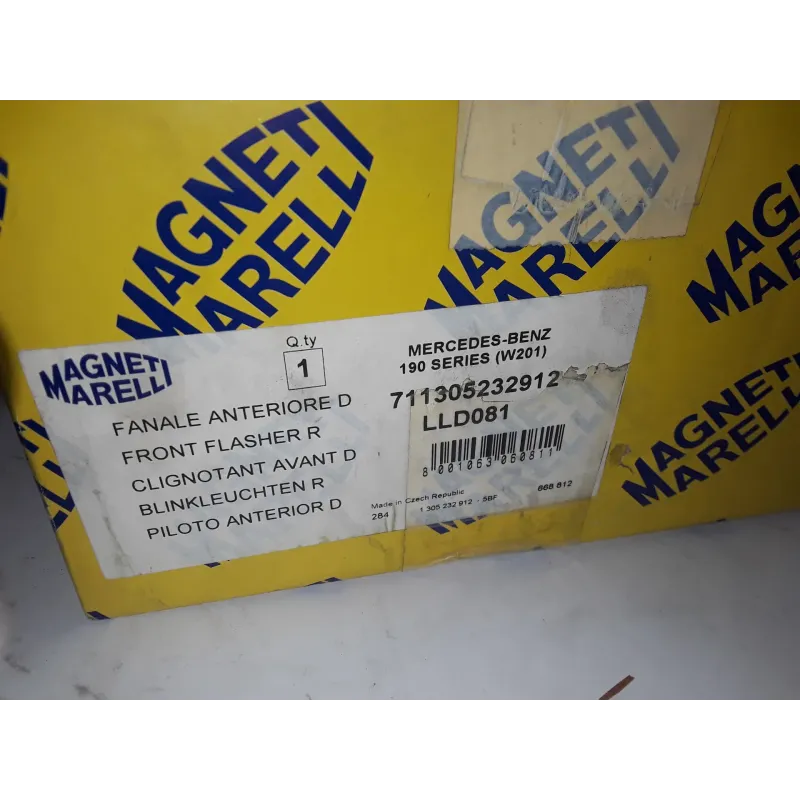 MAGNETI
MARELLI
MAGNETI
MARELLI
MAGNETI
MARELLI
MAGNETI
MARELLI
Q.ty
1
FANALE ANTERIORE D
FRONT FLASHER R
CLIGNOTANT AVANT D
BLINKLEUCHTEN R
PILOTO ANTERIOR D
MERCEDES-BENZ
190 SERIES (W201)
711305232912
LLD081
8 001063 060811
Made in Czech Republic
284 1 305 232 912 - 5BF 668 812
MAGNETI
MARELLI